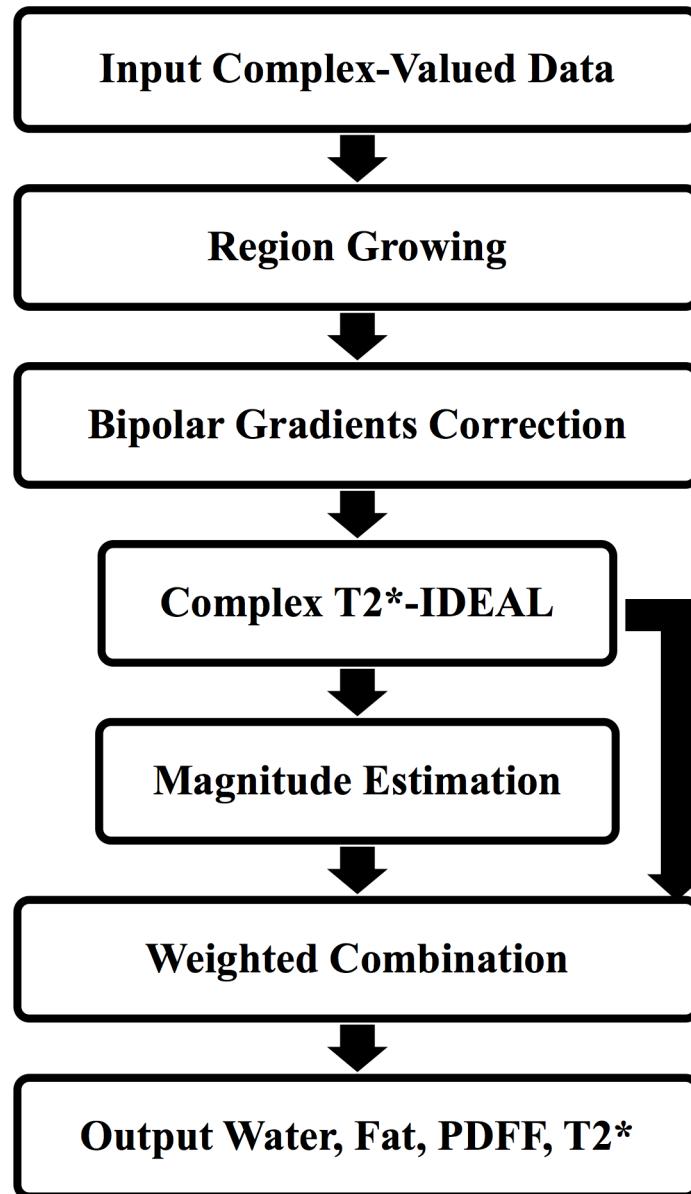 Input Complex-Valued Data
Region Growing
Bipolar Gradients Correction
Complex T2*-IDEAL
Magnitude Estimation
Weighted Combination
Output Water, Fat, PDFF, T2*